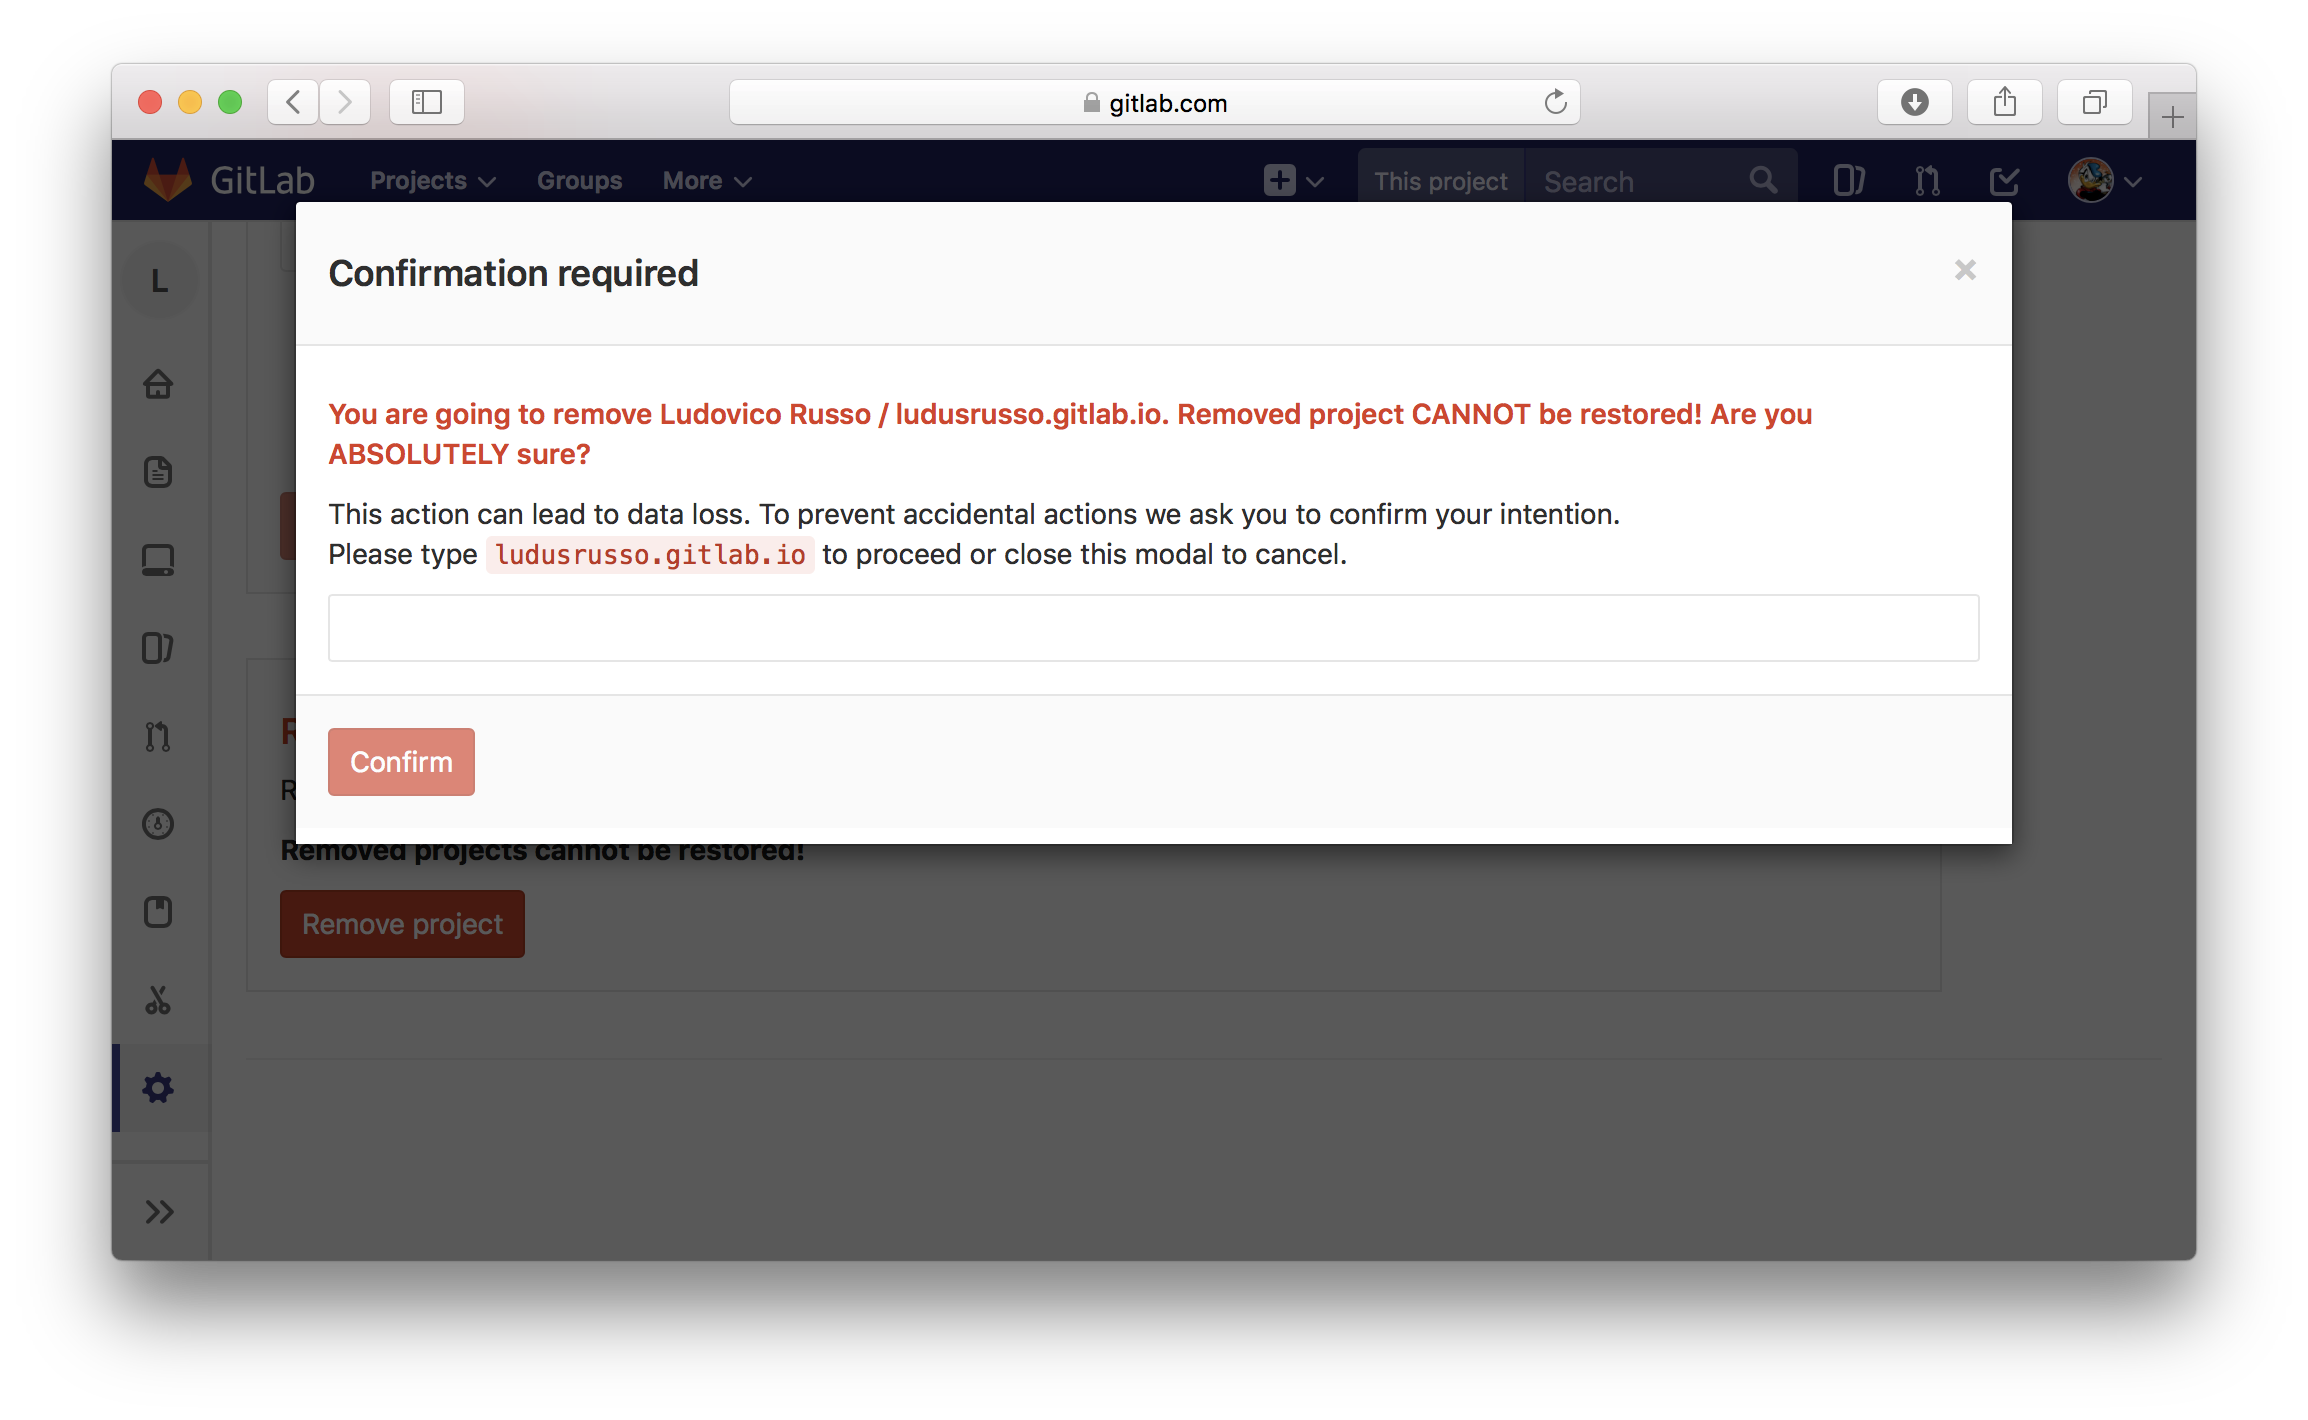 gitlab.com
GitLab Projects Groups More This project Search
L
Confirmation required
You are going to remove Ludovico Russo / ludusrusso.gitlab.io. Removed project CANNOT be restored! Are you
ABSOLUTELY sure?
This action can lead to data loss. To prevent accidental actions we ask you to confirm your intention.
Please type ludusrusso.gitlab.io to proceed or close this modal to cancel.
R
Confirm
R
Removed projects cannot be restored!
Remove project